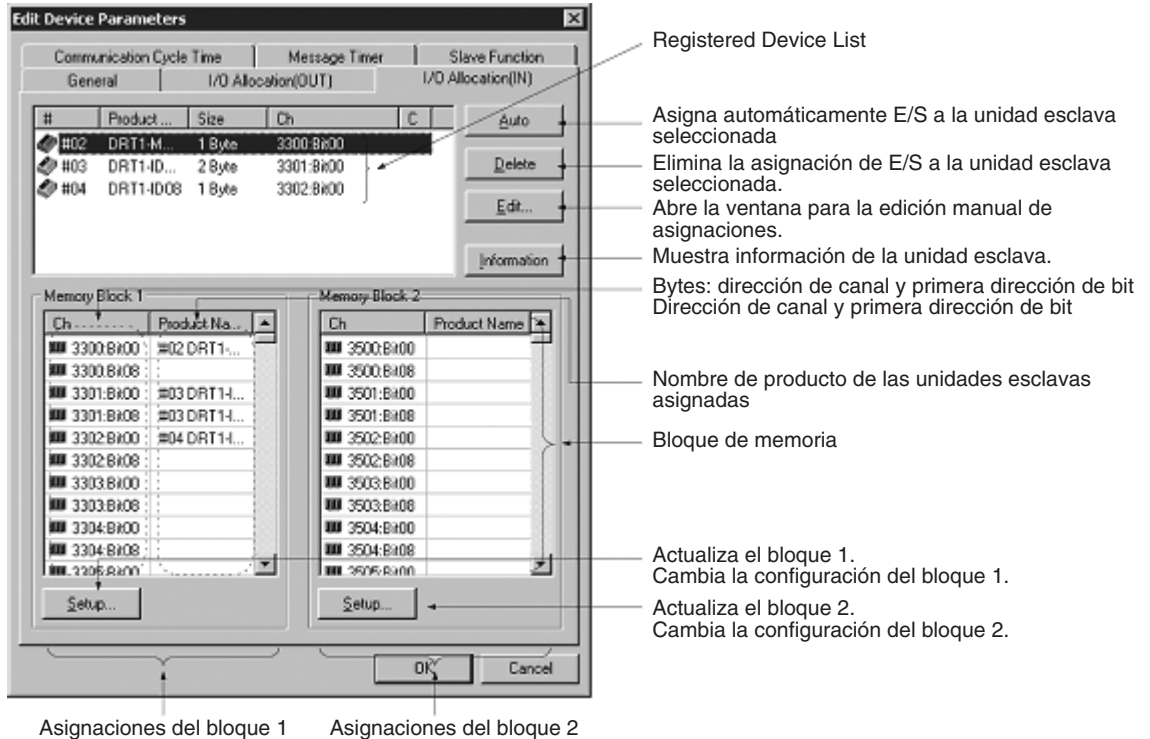 Edit Device Parameters
Communication Cycle Time Message Timer Slave Function
General I/O Allocation(OUT) I/O Allocation(IN)
# Product ... Size Ch C
#02 DRT1-M... 1 Byte 3300:Bit00
#03 DRT1-ID... 2 Byte 3301:Bit00
#04 DRT1-ID08 1 Byte 3302:Bit00
Auto
Delete
Edit...
Information
Registered Device List
Asigna automáticamente E/S a la unidad esclava
seleccionada
Elimina la asignación de E/S a la unidad esclava
seleccionada.
Abre la ventana para la edición manual de
asignaciones.
Muestra información de la unidad esclava.
Bytes: dirección de canal y primera dirección de bit
Dirección de canal y primera dirección de bit
Nombre de producto de las unidades esclavas
asignadas
Bloque de memoria
Actualiza el bloque 1.
Cambia la configuración del bloque 1.
Actualiza el bloque 2.
Cambia la configuración del bloque 2.
Memory Block 1
Ch Product Na...
3300:Bit00 #02 DRT1-...
3300:Bit08
3301:Bit00 #03 DRT1-I...
3301:Bit08 #03 DRT1-I...
3302:Bit00 #04 DRT1-I...
3302:Bit08
3303:Bit00
3303:Bit08
3304:Bit00
3304:Bit08
3305:Bit00
Setup...
Memory Block 2
Ch Product Name
3500:Bit00
3500:Bit08
3501:Bit00
3501:Bit08
3502:Bit00
3502:Bit08
3503:Bit00
3503:Bit08
3504:Bit00
3504:Bit08
3505:Bit00
Setup...
OK Cancel
Asignaciones del bloque 1 Asignaciones del bloque 2